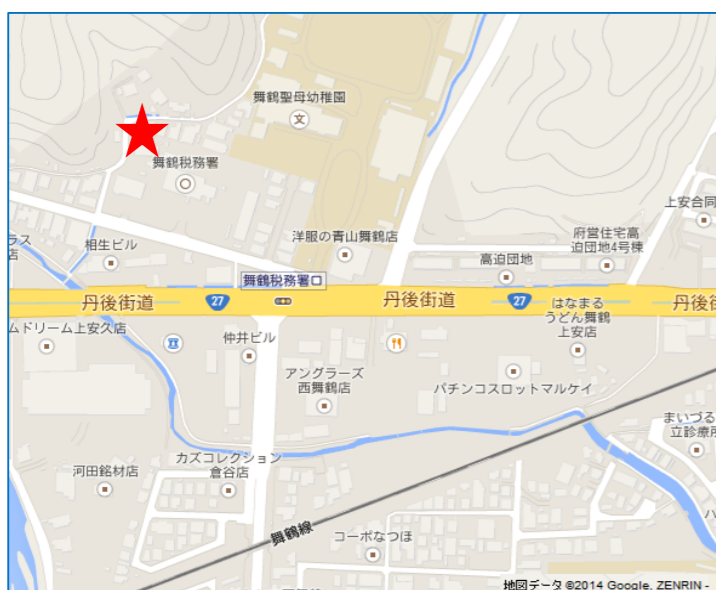 舞鶴聖母幼稚園
文
舞鶴税務署
上安合同
ラス
店
相生ビル
洋服の青山舞鶴店
府営住宅高
迫団地4号棟
高迫団地
舞鶴税務署口
丹後街道
27
丹後街道
27
丹後街
はなまる
うどん舞鶴
上安店
ムドリーム上安久店
仲井ビル
アングラーズ
西舞鶴店
パチンコスロットマルケイ
まいづる
立診療所
カズコレクション
倉谷店
河田銘材店
舞鶴線
コーポなつほ
ハ
地図データ ©2014 Google, ZENRIN -